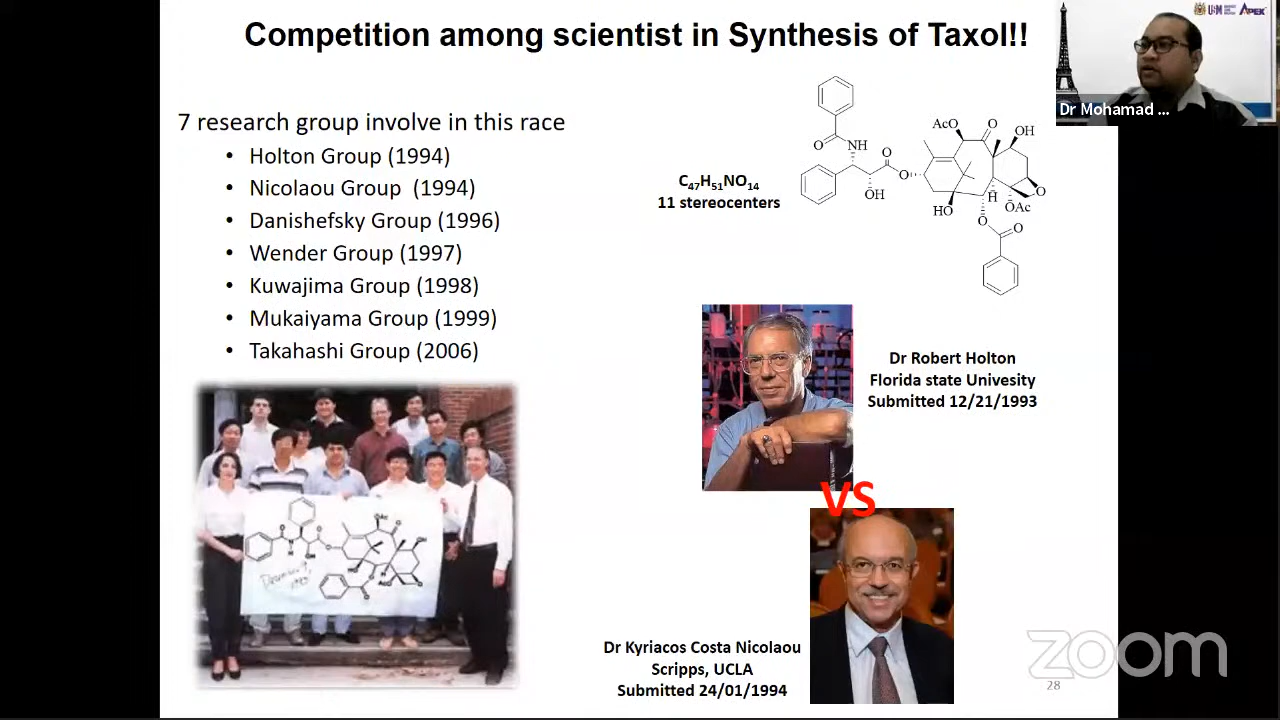 Competition among scientist in Synthesis of Taxol!!
USM
APEX
Dr Mohamad ...
7 research group involve in this race
• Holton Group (1994)
• Nicolaou Group (1994)
• Danishefsky Group (1996)
• Wender Group (1997)
• Kuwajima Group (1998)
• Mukaiyama Group (1999)
• Takahashi Group (2006)
C47H51NO14
11 stereocenters
O
NH
O
OH
O
AcO
O
OH
HO
H
O
OAc
O
O
Dr Robert Holton
Florida state Univesity
Submitted 12/21/1993
VS
Dr Kyriacos Costa Nicolaou
Scripps, UCLA
Submitted 24/01/1994
zoom
28